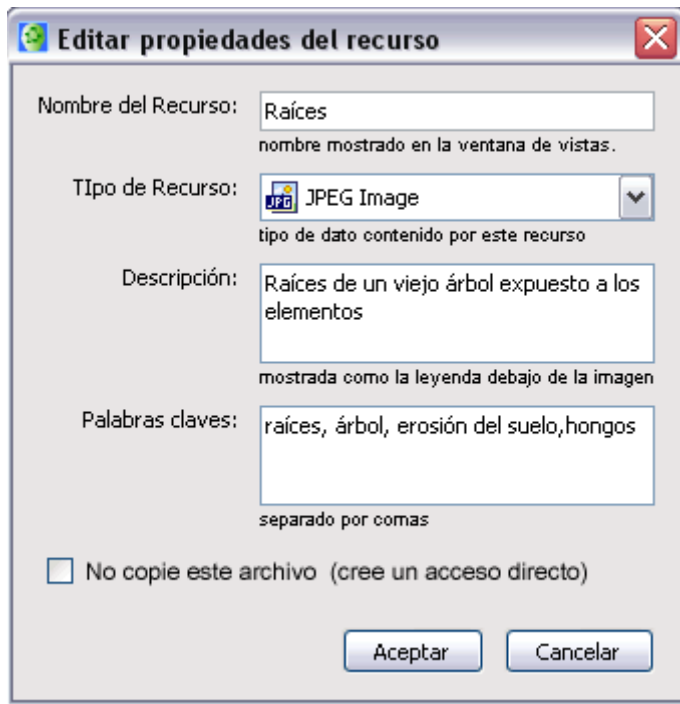 Editar propiedades del recurso
Nombre del Recurso: Raíces
nombre mostrado en la ventana de vistas.
TIpo de Recurso: JPG JPEG Image
tipo de dato contenido por este recurso
Descripción: Raíces de un viejo árbol expuesto a los
elementos
mostrada como la leyenda debajo de la imagen
Palabras claves: raíces, árbol, erosión del suelo,hongos
separado por comas
No copie este archivo (cree un acceso directo)
Aceptar Cancelar